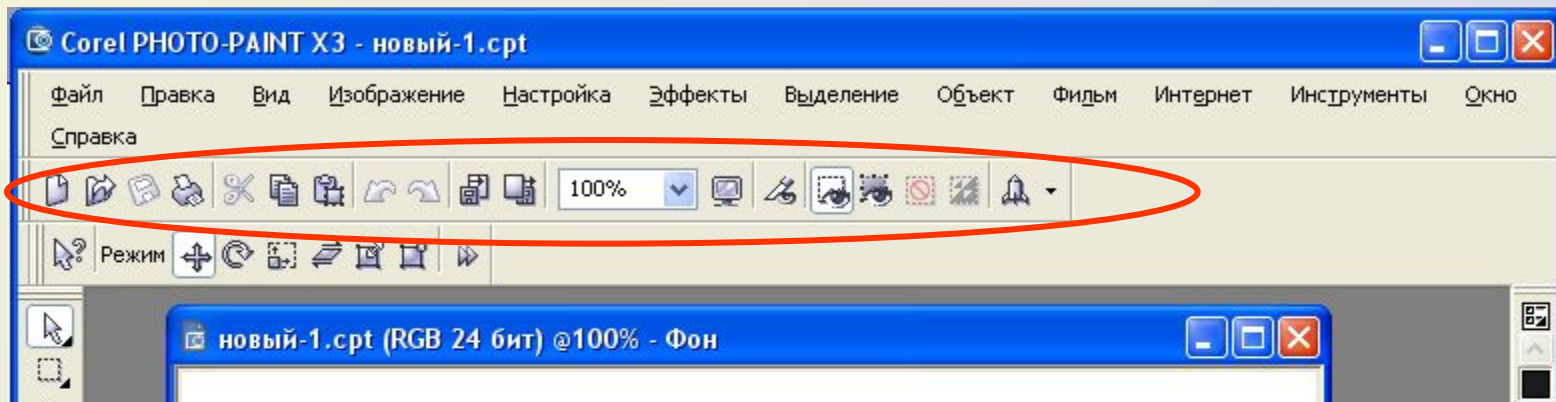 Corel PHOTO-PAINT X3 - новый-1.cpt
Файл Правка Вид Изображение Настройка Эффекты Выделение Объект Фильм Интернет Инструменты Окно
Справка
100%
Режим
новый-1.cpt (RGB 24 бит) @100% - Фон